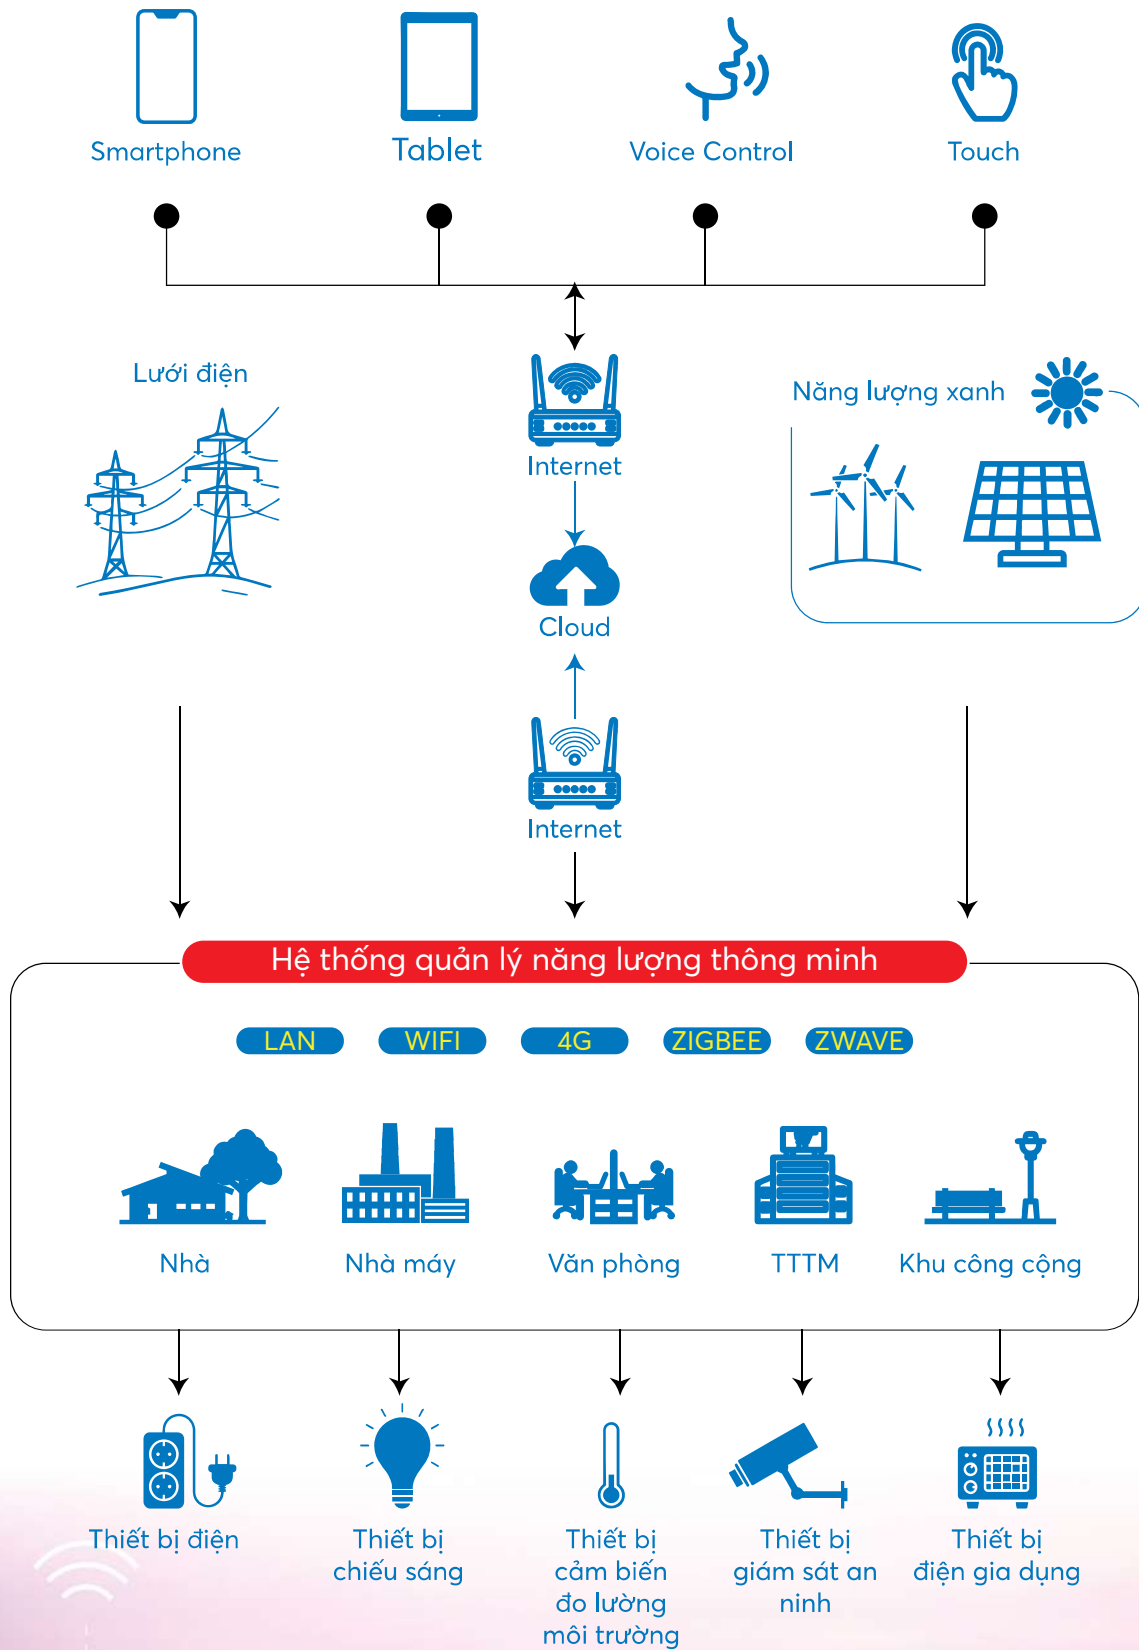 Smartphone
Tablet
Voice Control
Touch
Lưới điện
Internet
Năng lượng xanh
Cloud
Internet
Hệ thống quản lý năng lượng thông minh
LAN
WIFI
4G
ZIGBEE
ZWAVE
Nhà
Nhà máy
Văn phòng
TTTM
Khu công cộng
Thiết bị điện
Thiết bị
chiếu sáng
Thiết bị
cảm biến
đo lường
môi trường
Thiết bị
giám sát an
ninh
Thiết bị
điện gia dụng